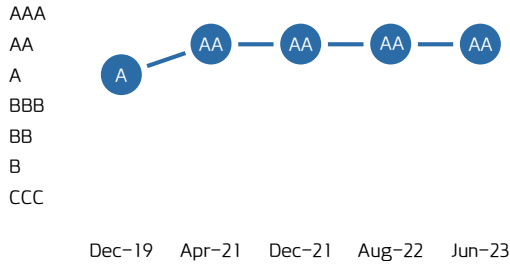 AAA
AA AA AA AA AA
A A
BBB
BB
B
CCC
Dec–19 Apr–21 Dec–21 Aug–22 Jun–23